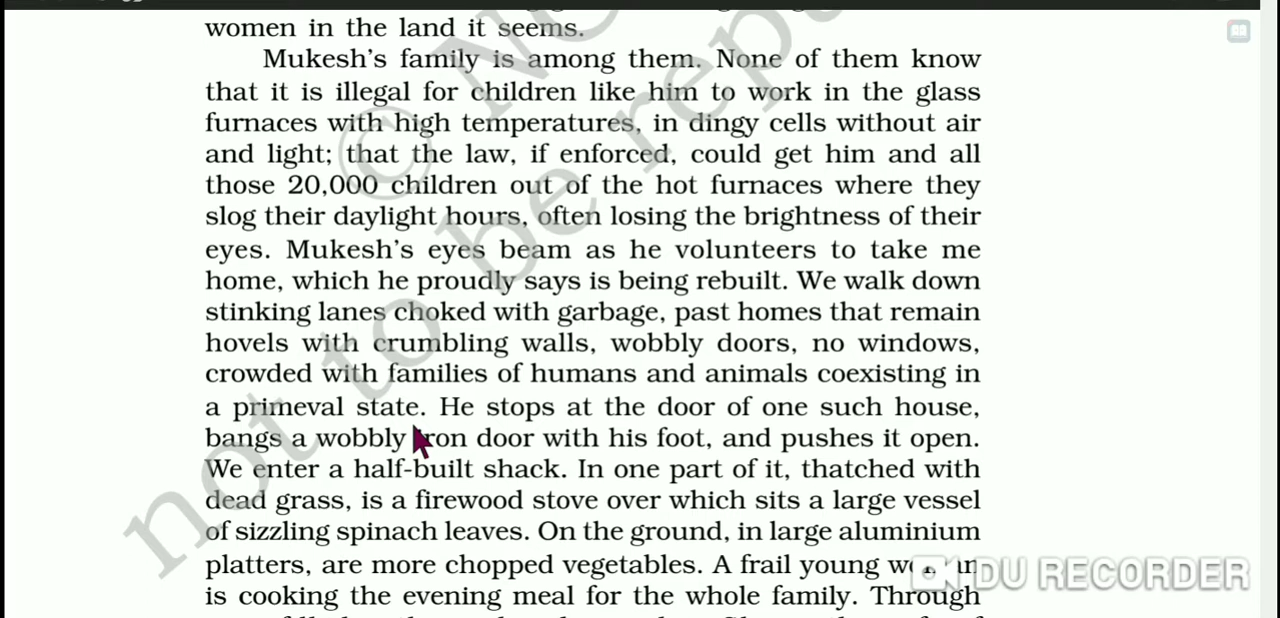 women in the land it seems.
Mukesh's family is among them. None of them know
that it is illegal for children like him to work in the glass
furnaces with high temperatures, in dingy cells without air
and light; that the law, if enforced, could get him and all
those 20,000 children out of the hot furnaces where they
slog their daylight hours, often losing the brightness of their
eyes. Mukesh's eyes beam as he volunteers to take me
home, which he proudly says is being rebuilt. We walk down
stinking lanes choked with garbage, past homes that remain
hovels with crumbling walls, wobbly doors, no windows,
crowded with families of humans and animals coexisting in
a primeval state. He stops at the door of one such house,
bangs a wobbly iron door with his foot, and pushes it open.
We enter a half-built shack. In one part of it, thatched with
dead grass, is a firewood stove over which sits a large vessel
of sizzling spinach leaves. On the ground, in large aluminium
platters, are more chopped vegetables. A frail young
is cooking the evening meal for the whole family. Through
© 
not to be
DU RECORDER